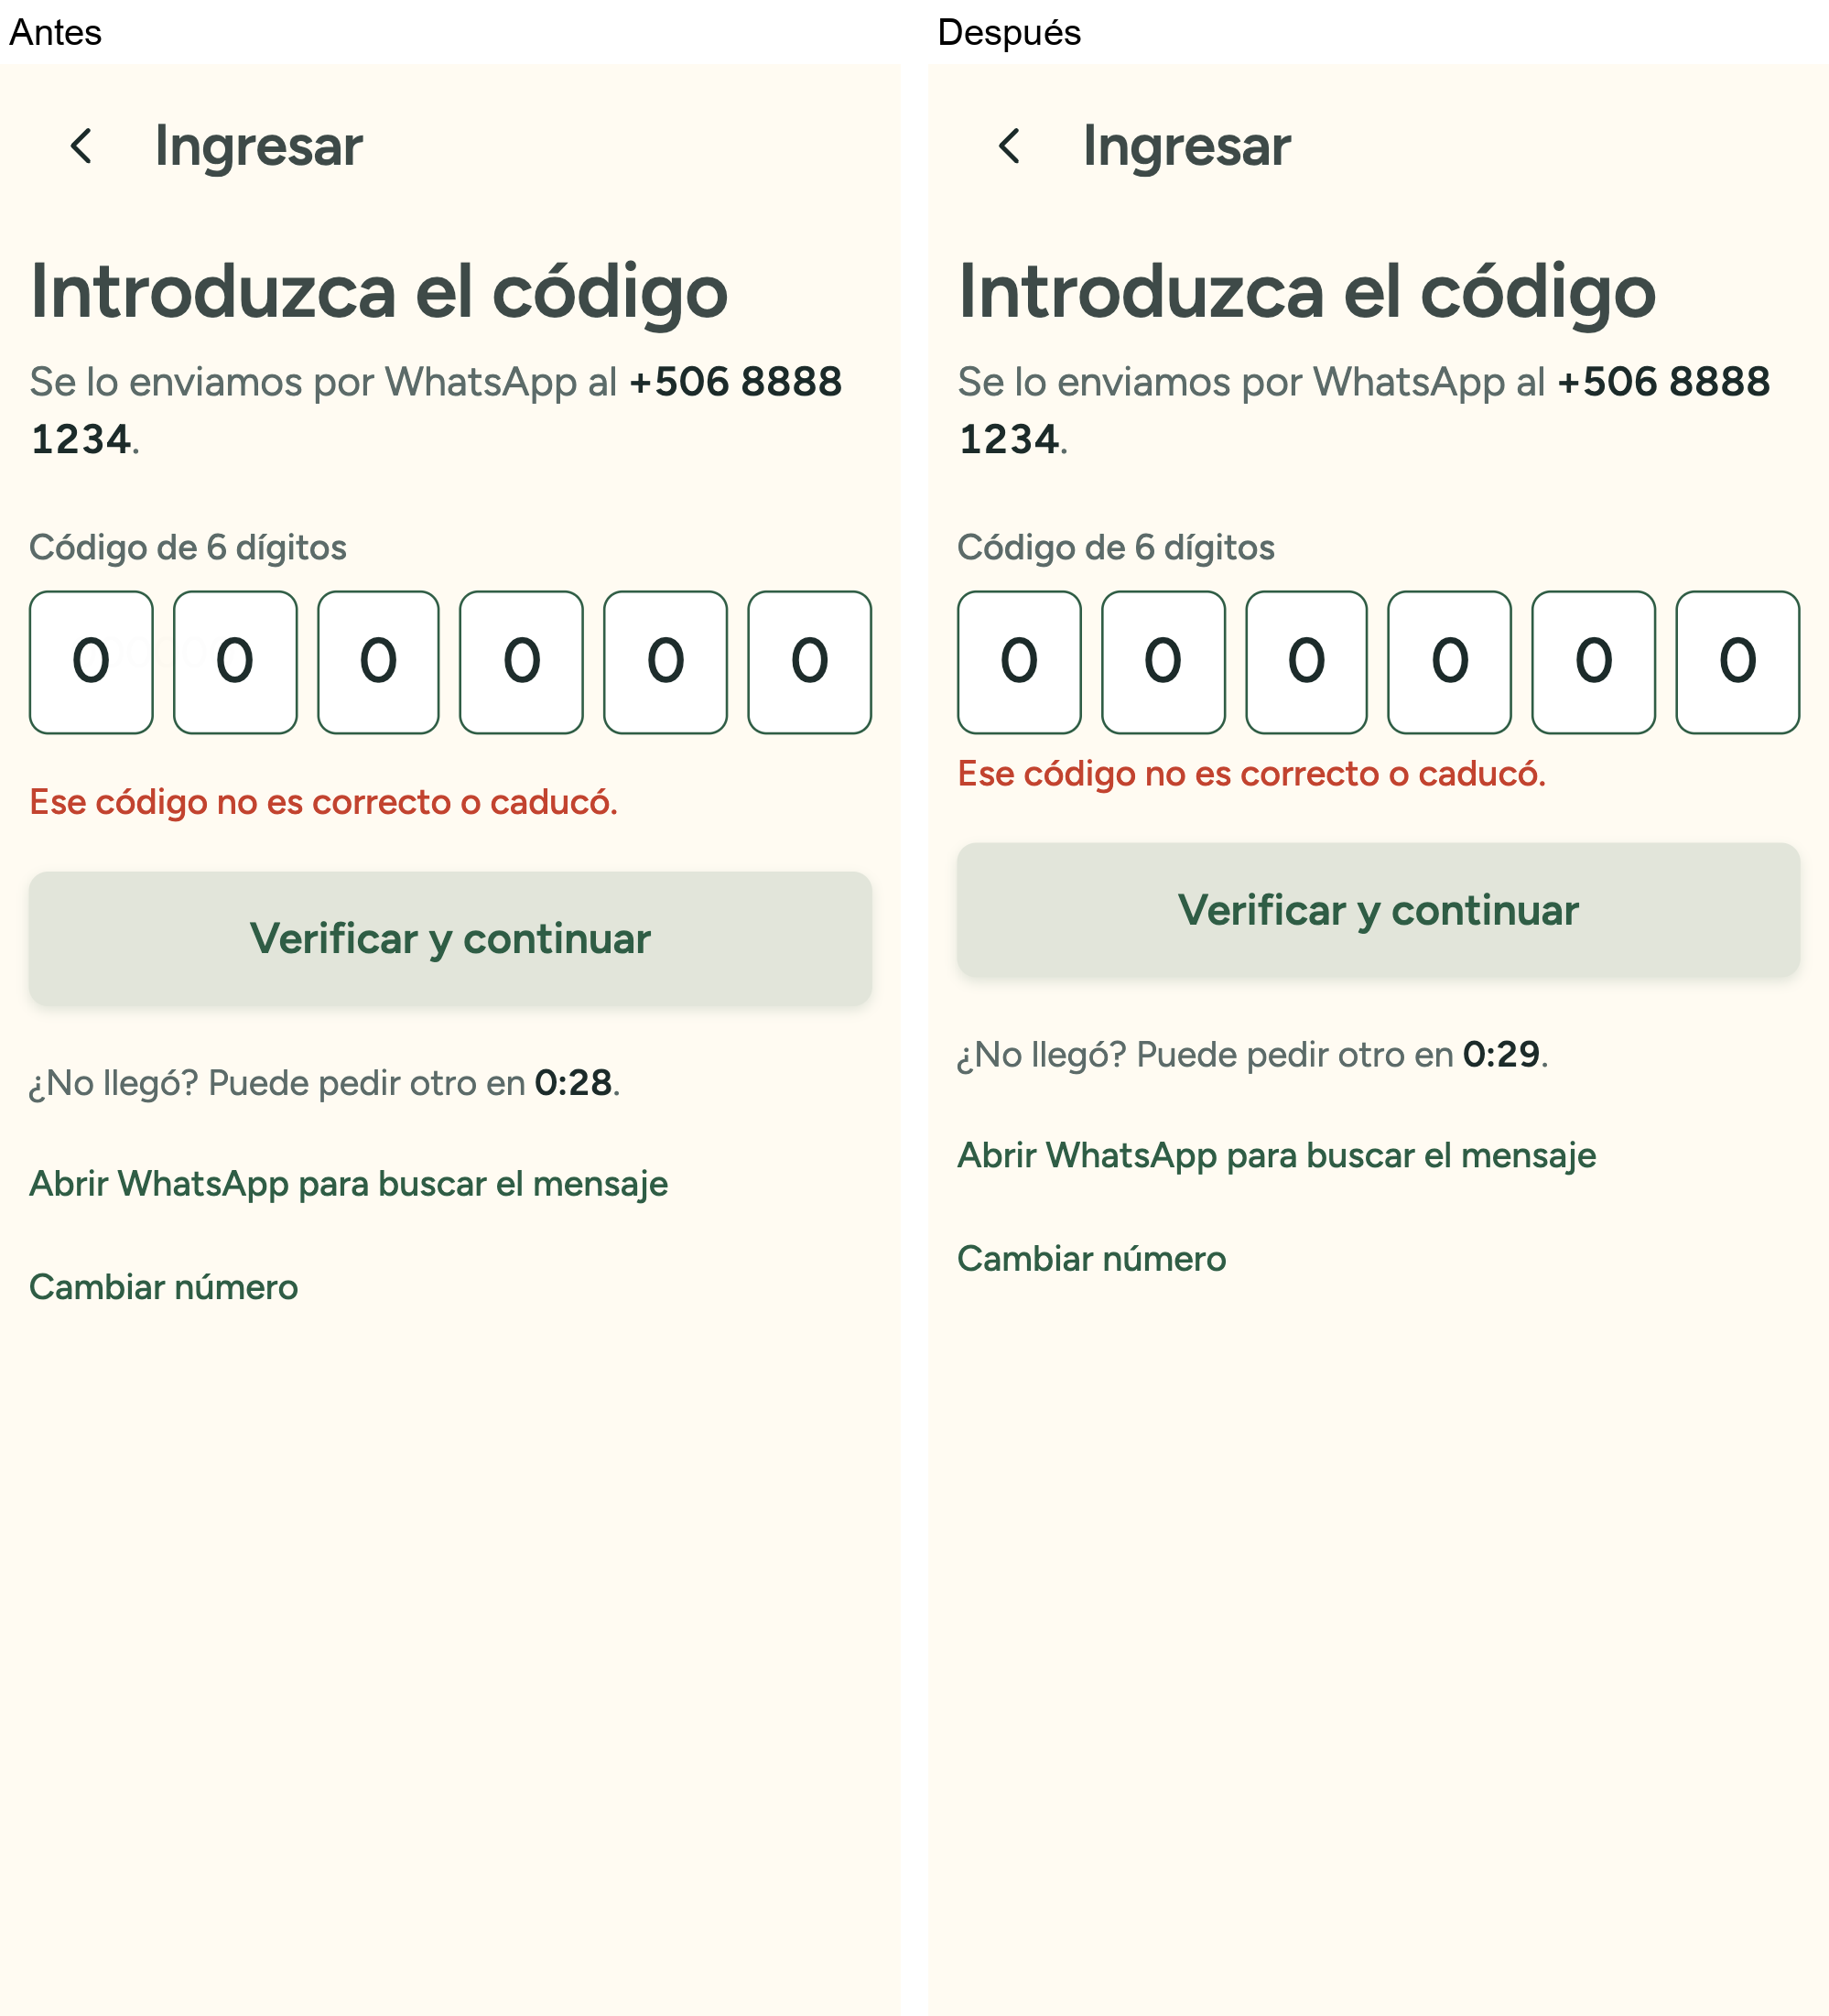 Antes
Ingresar
Introduzca el código
Se lo enviamos por WhatsApp al +506 8888
1234.
Código de 6 dígitos
0 0 0 0 0 0
Ese código no es correcto o caducó.
Verificar y continuar
¿No llegó? Puede pedir otro en 0:28.
Abrir WhatsApp para buscar el mensaje
Cambiar número
Después
Ingresar
Introduzca el código
Se lo enviamos por WhatsApp al +506 8888
1234.
Código de 6 dígitos
0 0 0 0 0 0
Ese código no es correcto o caducó.
Verificar y continuar
¿No llegó? Puede pedir otro en 0:29.
Abrir WhatsApp para buscar el mensaje
Cambiar número